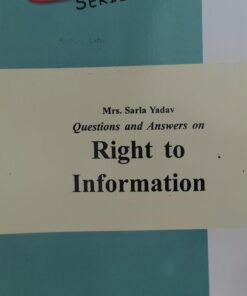 Mrs. Sarla Yadav
Questions and Answers on
Right to
Information